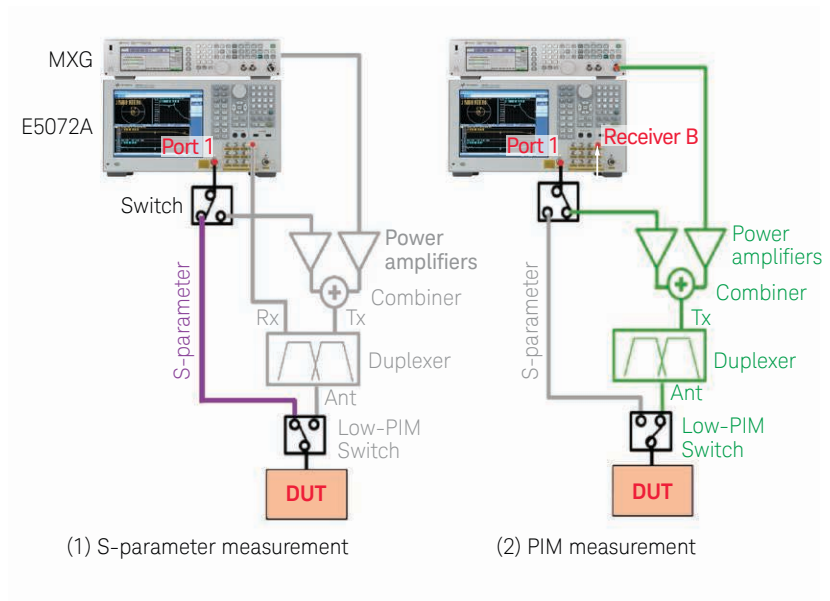 MXG
E5072A
Port 1
Switch
S-parameter
Power
amplifiers
Combiner
Rx
Tx
Duplexer
Ant
Low-PIM
Switch
DUT
(1) S-parameter measurement
Port 1
Receiver B
S-parameter
Power
amplifiers
Combiner
Tx
Duplexer
Ant
Low-PIM
Switch
DUT
(2) PIM measurement